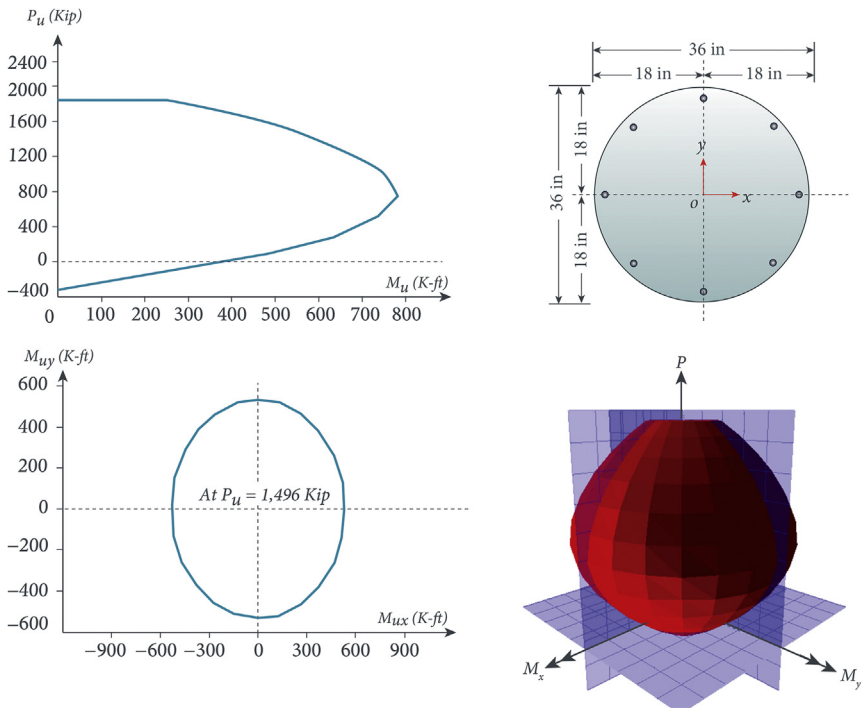 P_u (Kip)
2400
2000
1600
1200
800
400
0
−400
0 100 200 300 400 500 600 700 800
M_u (K-ft)
36 in
18 in 18 in
36 in
18 in
18 in
y
o x
M_uy (K-ft)
600
400
200
0
−200
−400
−600
At P_u = 1,496 Kip
M_ux (K-ft)
−900 −600 −300 0 300 600 900
P
M_x
M_y